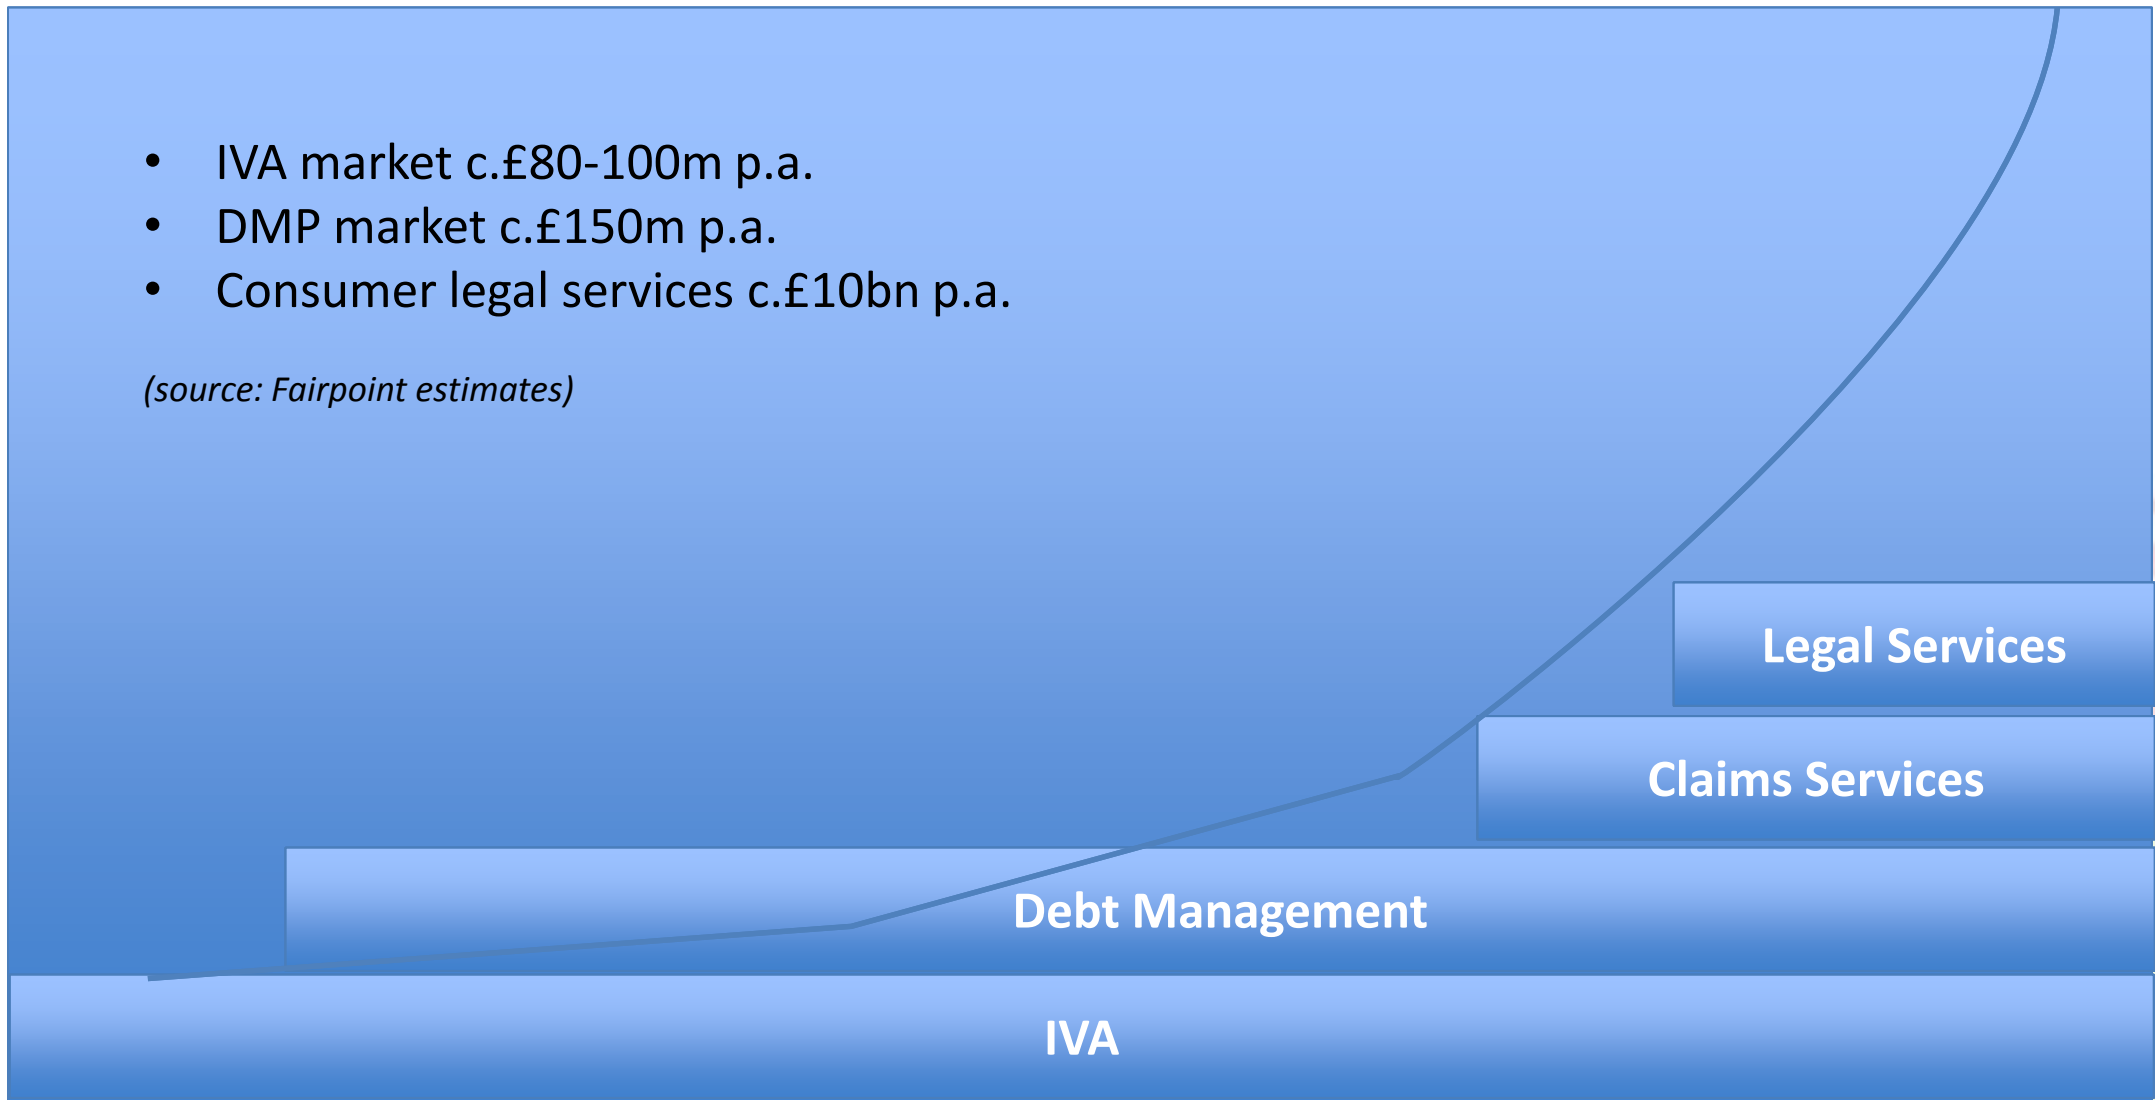 • IVA market c.£80-100m p.a.
• DMP market c.£150m p.a.
• Consumer legal services c.£10bn p.a.
(source: Fairpoint estimates)
Legal Services
Claims Services
Debt Management
IVA